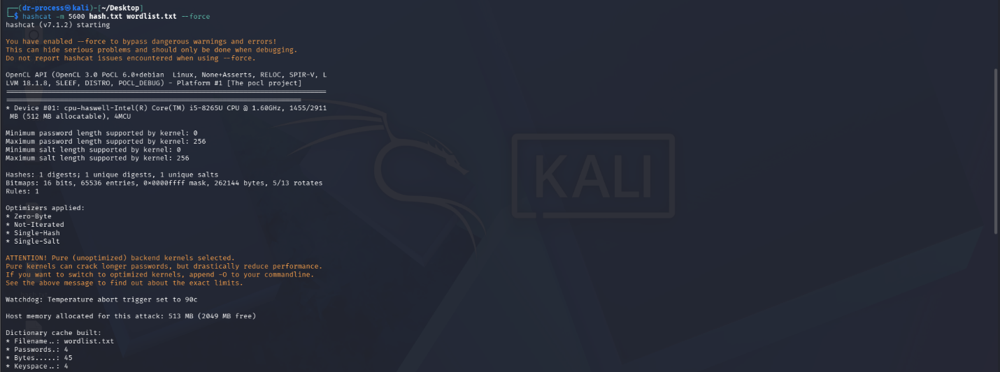 ┌──(dr-process㉿kali)-[~/Desktop]
└─$ hashcat -m 5600 hash.txt wordlist.txt --force
hashcat (v7.1.2) starting
You have enabled --force to bypass dangerous warnings and errors!
This can hide serious problems and should only be done when debugging.
Do not report hashcat issues encountered when using --force.
OpenCL API (OpenCL 3.0 PoCL 6.0+debian  Linux, None+Asserts, RELOC, SPIR-V, L
LVM 18.1.8, SLEEF, DISTRO, POCL_DEBUG) - Platform #1 [The pocl project]
* Device #01: cpu-haswell-Intel(R) Core(TM) i5-8265U CPU @ 1.60GHz, 1455/2911
 MB (512 MB allocatable), 4MCU
Minimum password length supported by kernel: 0
Maximum password length supported by kernel: 256
Minimum salt length supported by kernel: 0
Maximum salt length supported by kernel: 256
Hashes: 1 digests; 1 unique digests, 1 unique salts
Bitmaps: 16 bits, 65536 entries, 0x0000ffff mask, 262144 bytes, 5/13 rotates
Rules: 1
Optimizers applied:
* Zero-Byte
* Not-Iterated
* Single-Hash
* Single-Salt
ATTENTION! Pure (unoptimized) backend kernels selected.
Pure kernels can crack longer passwords, but drastically reduce performance.
If you want to switch to optimized kernels, append -O to your commandline.
See the above message to find out about the exact limits.
Watchdog: Temperature abort trigger set to 90c
Host memory allocated for this attack: 513 MB (2049 MB free)
Dictionary cache built:
* Filename..: wordlist.txt
* Passwords.: 4
* Bytes.....: 45
* Keyspace..: 4
KALI